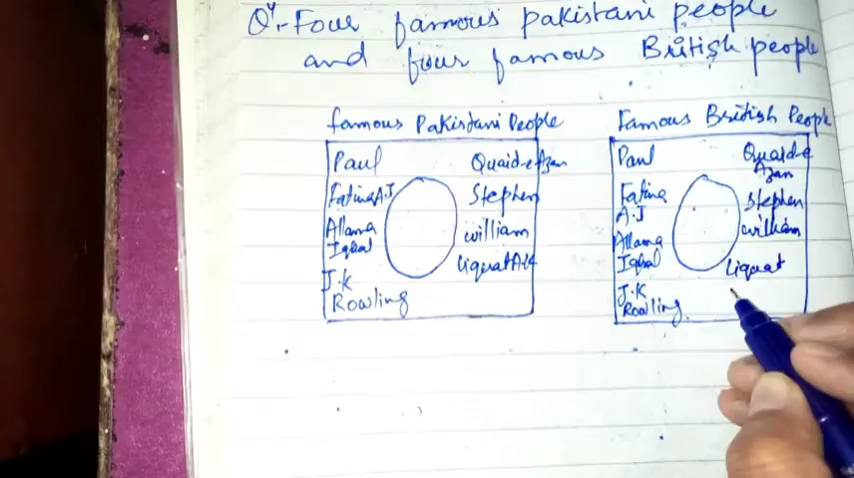 Qʸ.-Four famous Pakistani people
and four famous British people
famous Pakistani People
Paul
Quaid-e Azam
Fatima A.J
Stephen
Allama
Iqbal
william
liquat Ali
J.K
Rowling
Famous British People
Paul
Quaid-e
Azam
Fatima
A.J
Stephen
Allama
Iqbal
william
liquat
J.K
Rowling